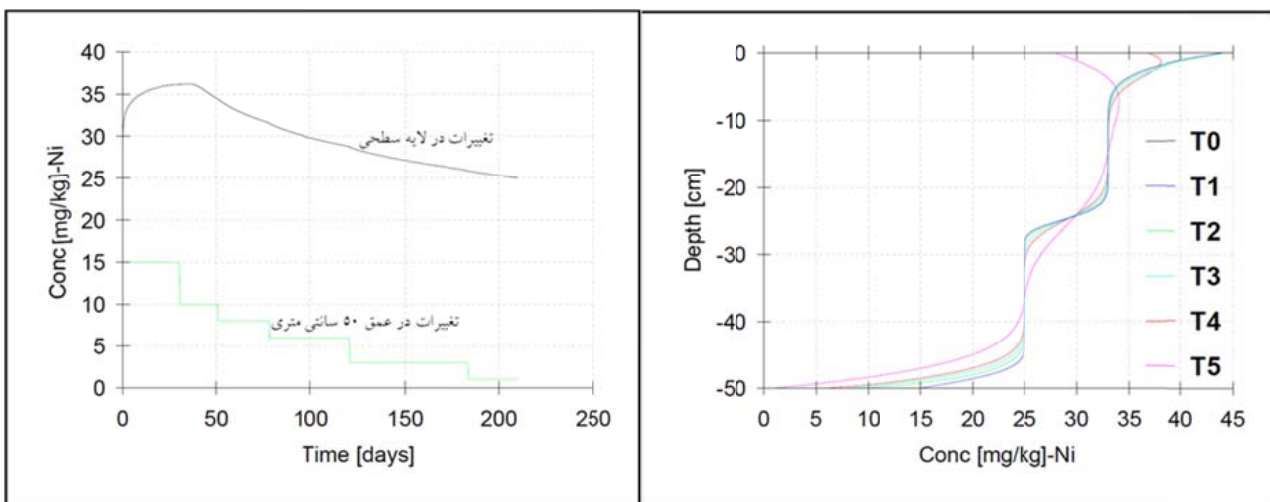 40
35
30
25
20
15
10
5
0
Conc [mg/kg]-Ni
تغییرات در لایه سطحی
تغییرات در عمق ۵۰ سانتی متری
0 50 100 150 200 250
Time [days]
0
-10
-20
-30
-40
-50
Depth [cm]
T0
T1
T2
T3
T4
T5
0 5 10 15 20 25 30 35 40 45
Conc [mg/kg]-Ni